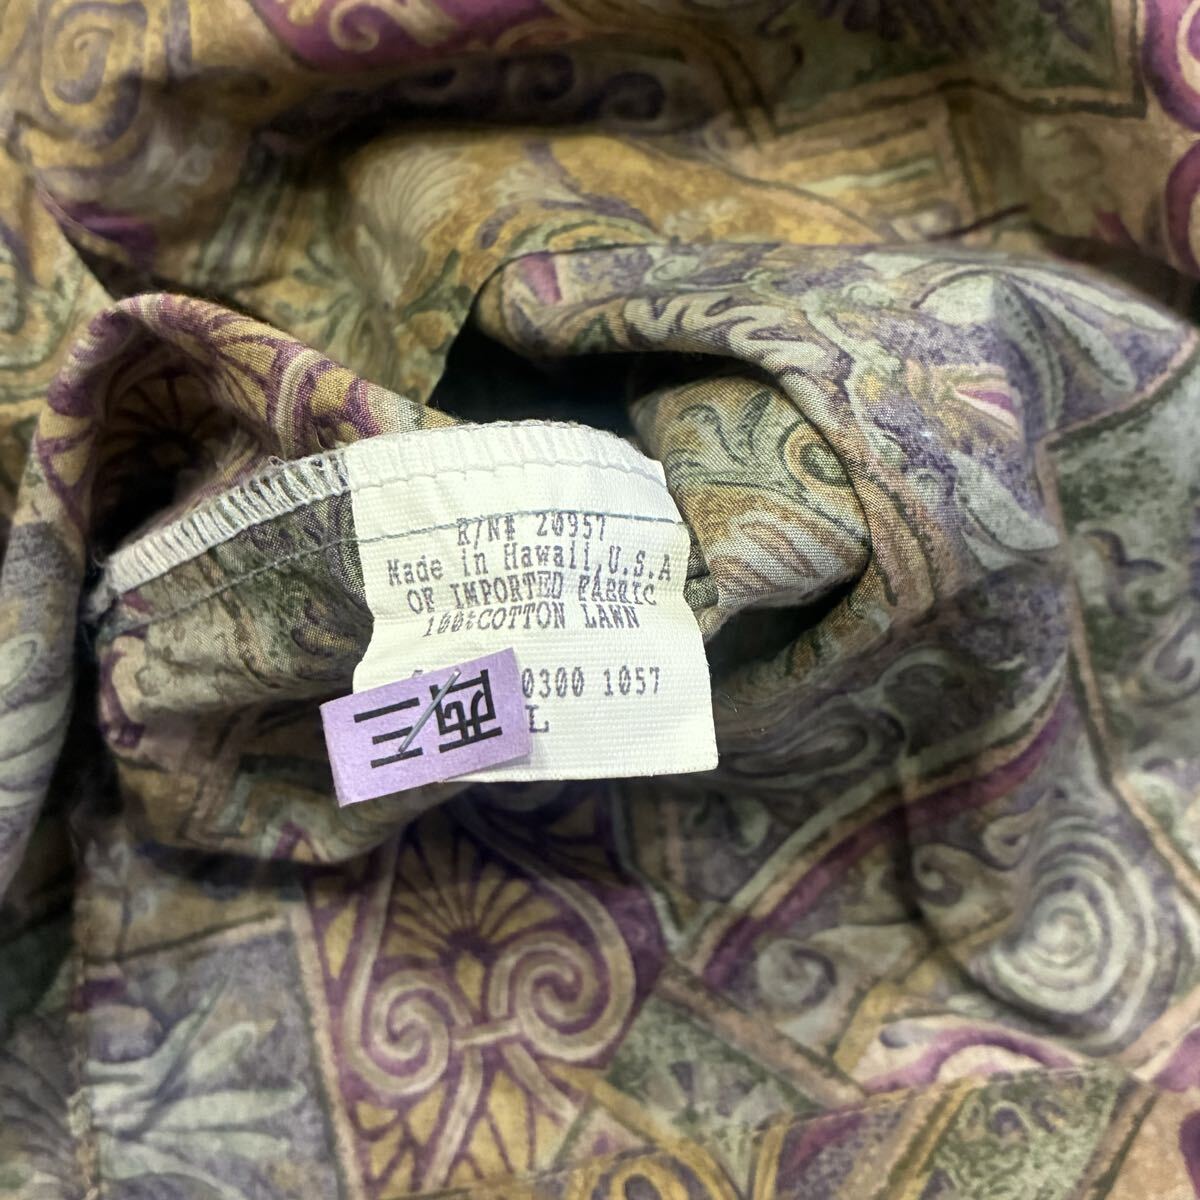 R/N# 20957
Made in Hawaii, U.S.A
OF IMPORTED FABRIC
100%COTTON LAWN
0300 1057
L